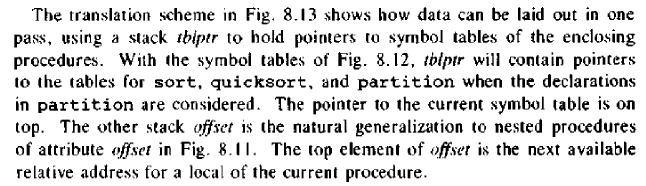 The translation scheme in Fig. 8.13 shows how data can be laid out in one
pass, using a stack tblptr to hold pointers to symbol tables of the enclosing
procedures. With the symbol tables of Fig. 8.12, tblptr will contain pointers
to the tables for sort, quicksort, and partition when the declarations
in partition are considered. The pointer to the current symbol table is on
top. The other stack offset is the natural generalization to nested procedures
of attribute offset in Fig. 8.11. The top element of offset is the next available
relative address for a local of the current procedure.